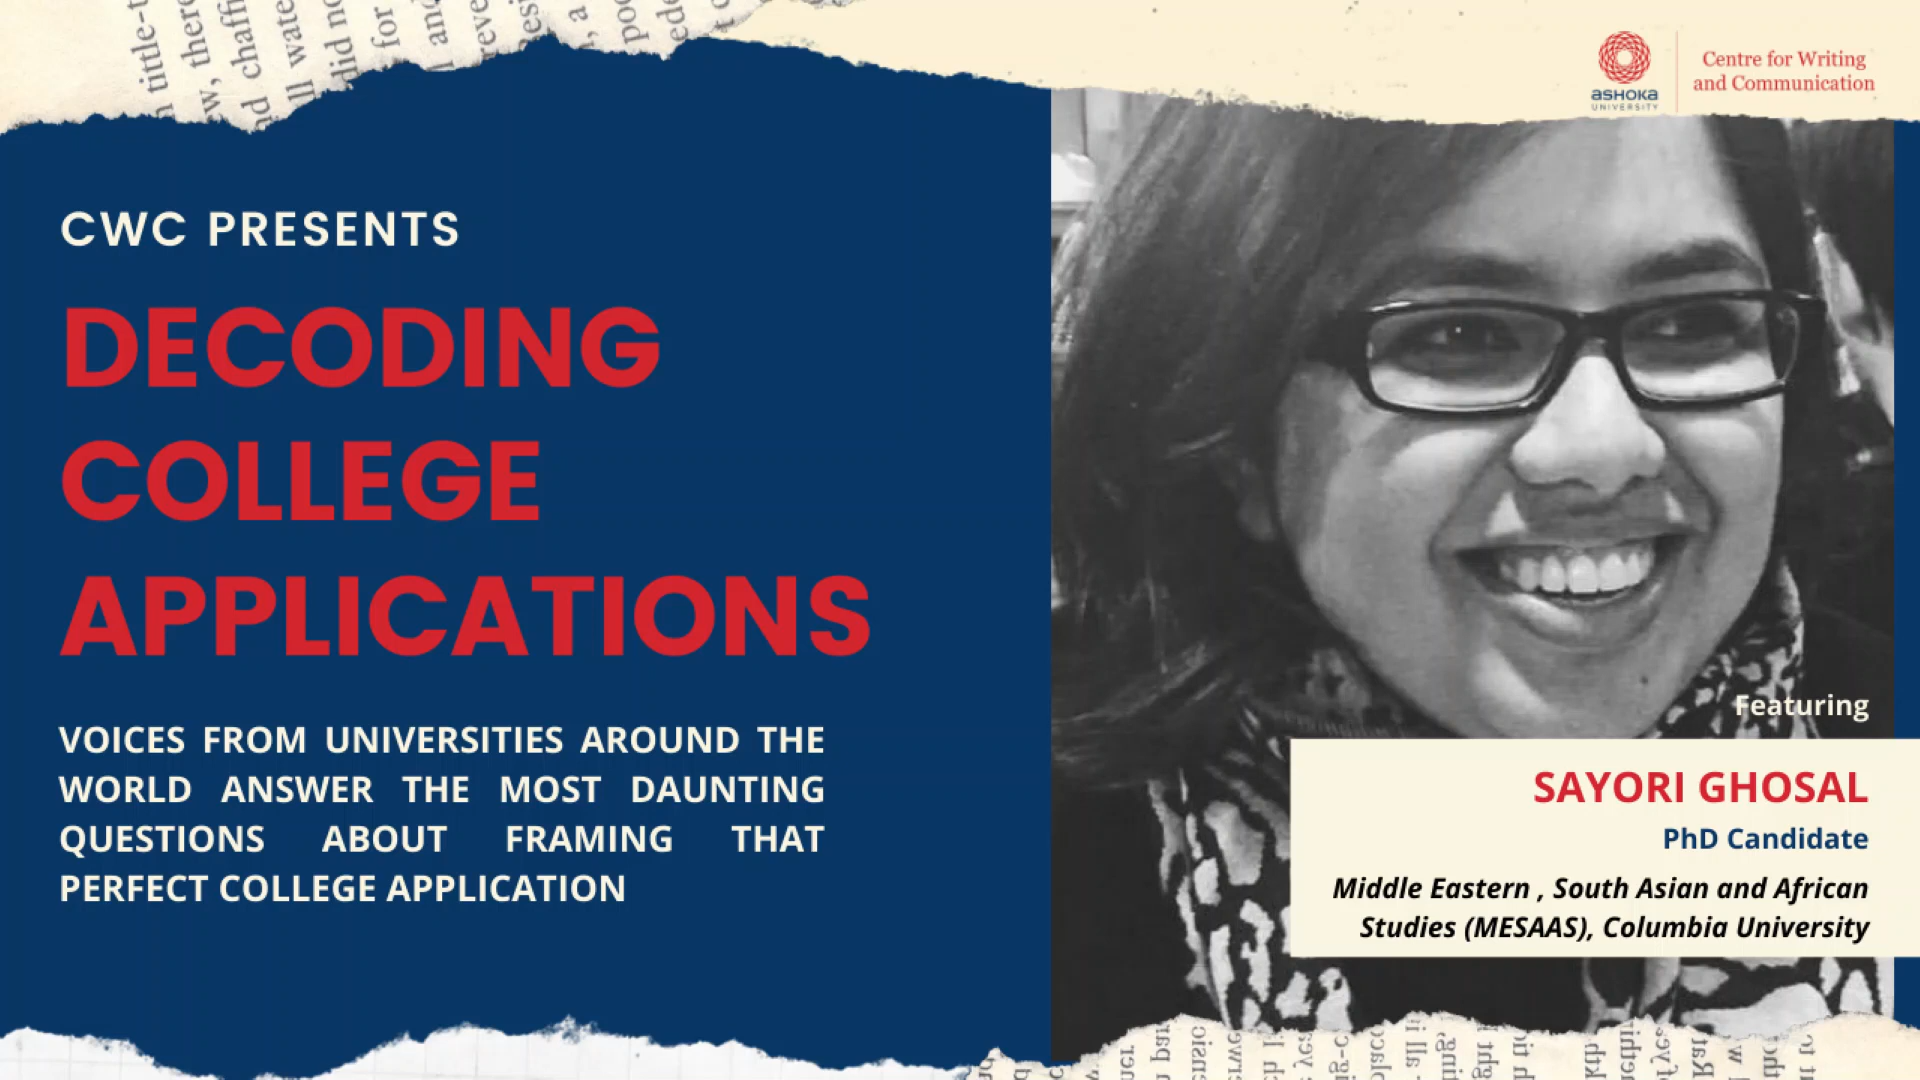 ASHOKA
UNIVERSITY
Centre for Writing
and Communication
CWC PRESENTS
DECODING
COLLEGE
APPLICATIONS
VOICES FROM UNIVERSITIES AROUND THE
WORLD ANSWER THE MOST DAUNTING
QUESTIONS ABOUT FRAMING THAT
PERFECT COLLEGE APPLICATION
Featuring
SAYORI GHOSAL
PhD Candidate
Middle Eastern , South Asian and African
Studies (MESAAS), Columbia University